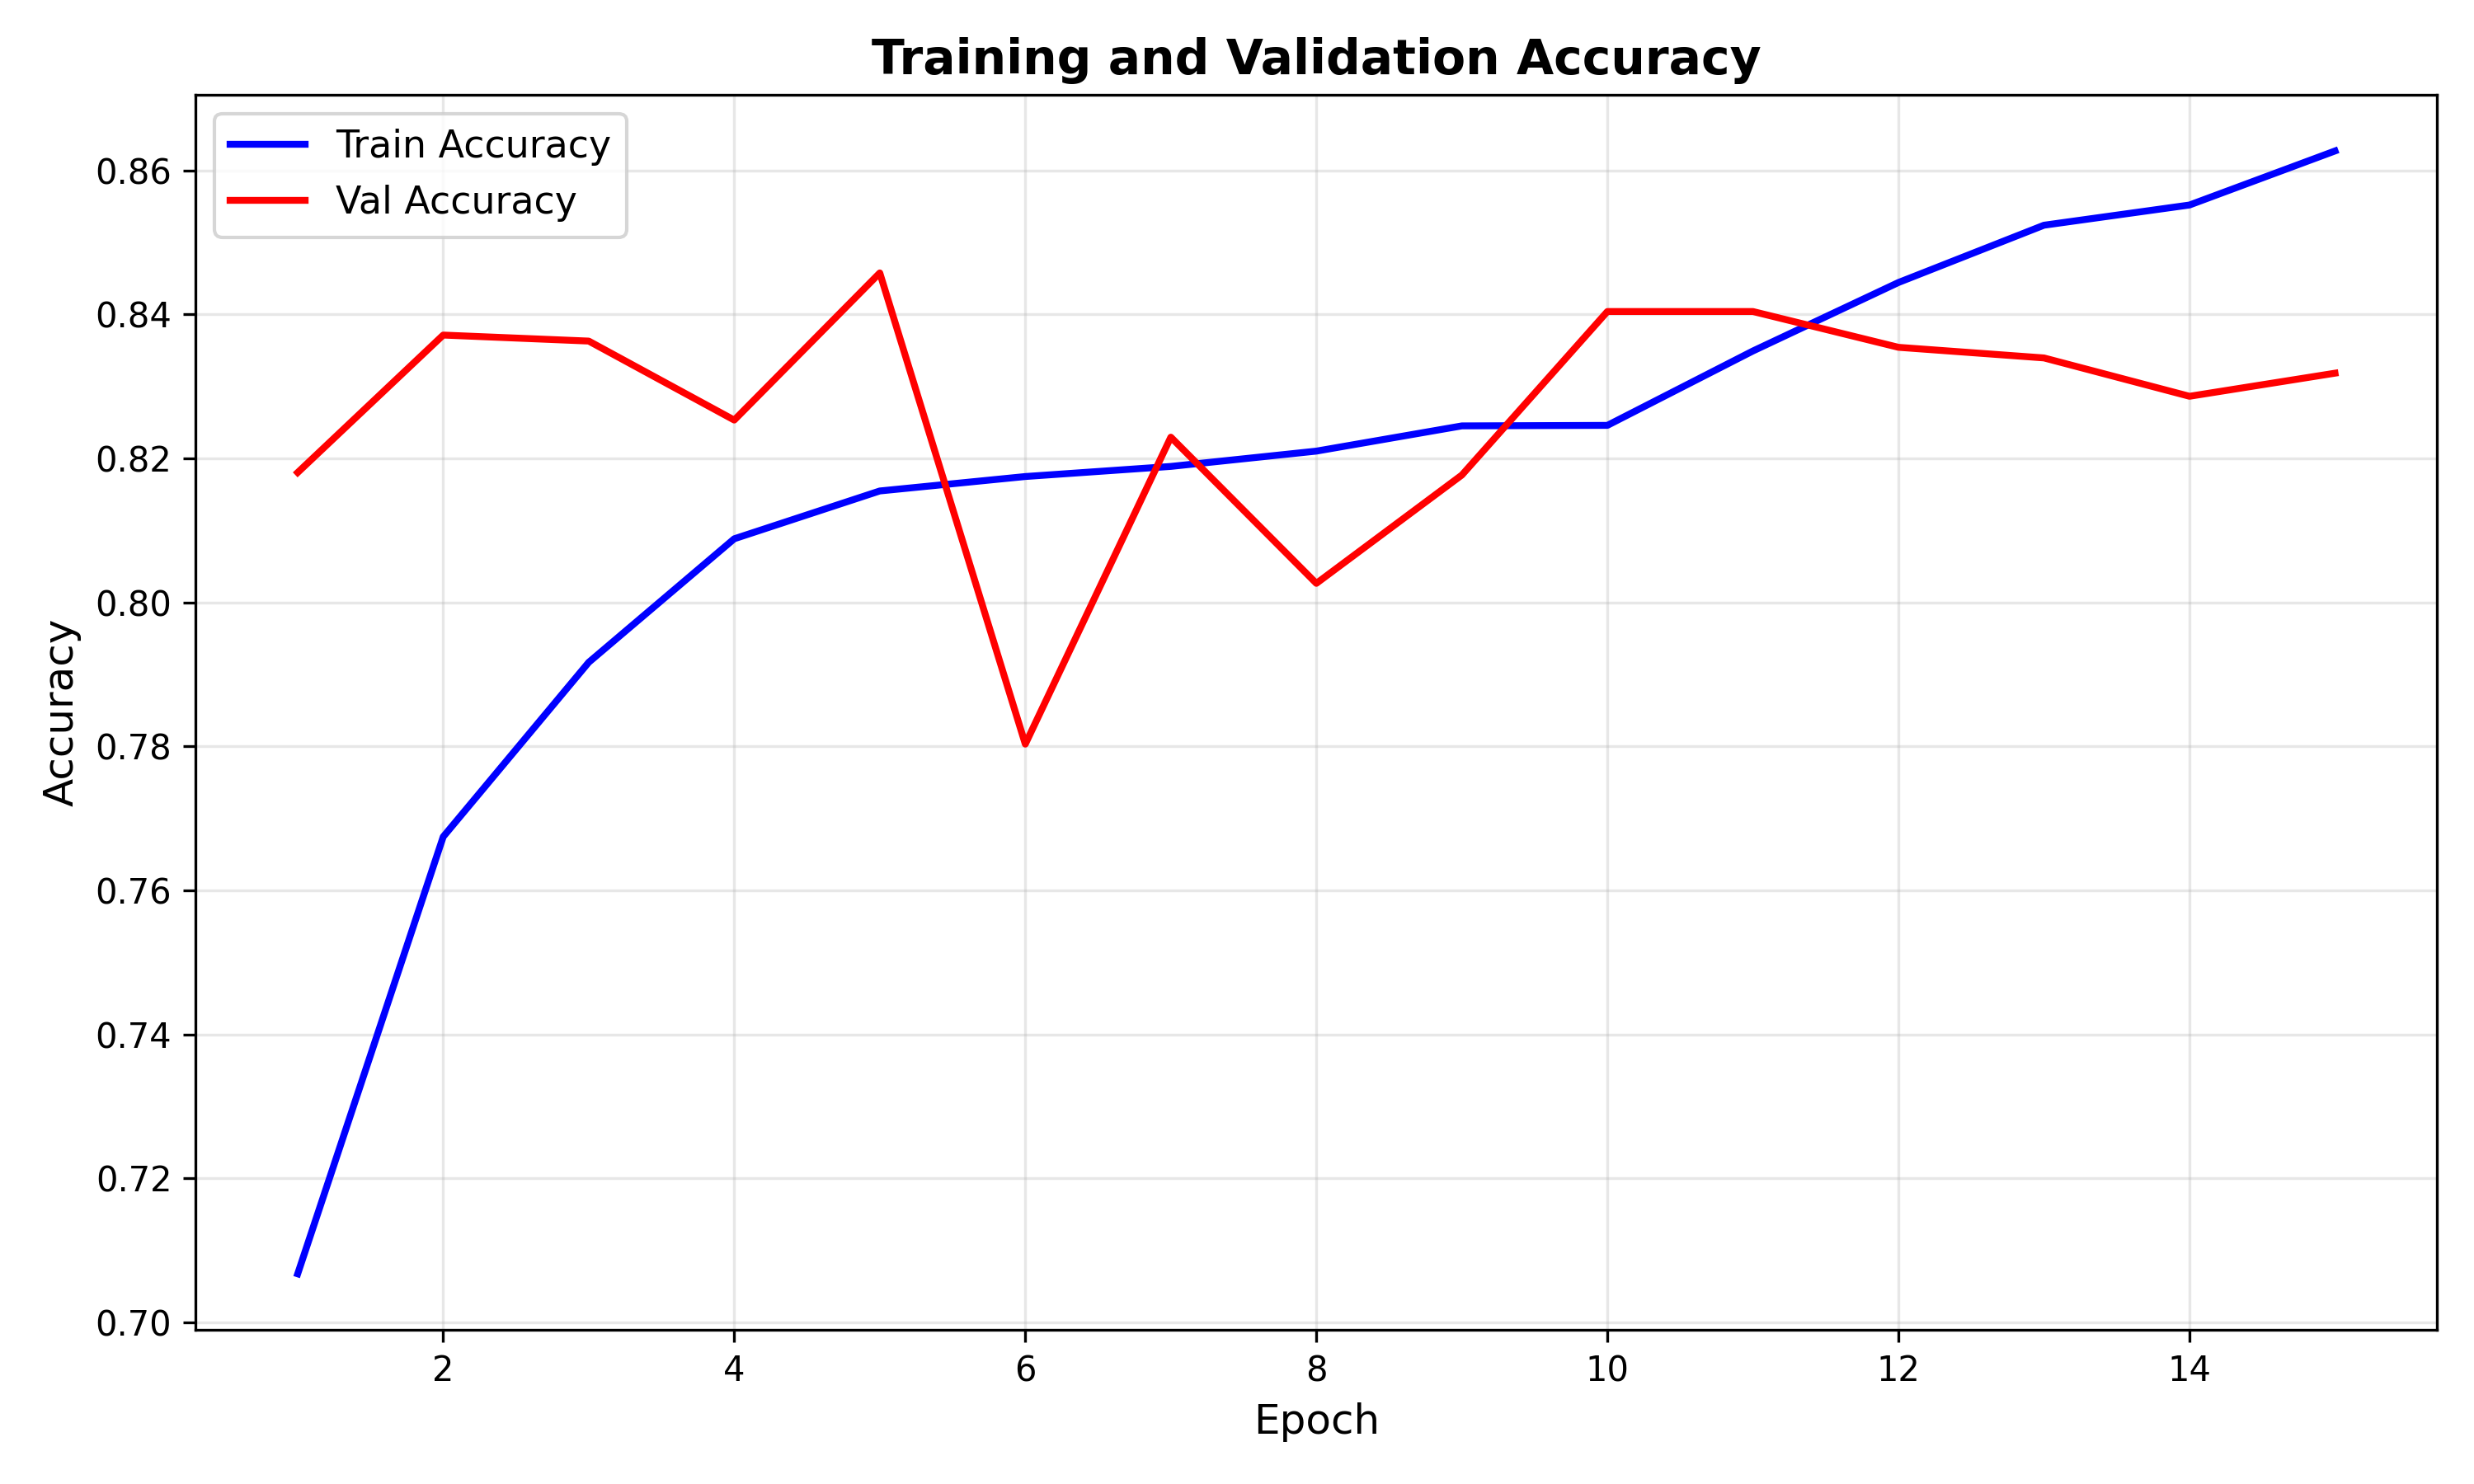 Training and Validation Accuracy
Train Accuracy
Val Accuracy
0.86
0.84
0.82
0.80
0.78
0.76
0.74
0.72
0.70
Accuracy
2 4 6 8 10 12 14
Epoch